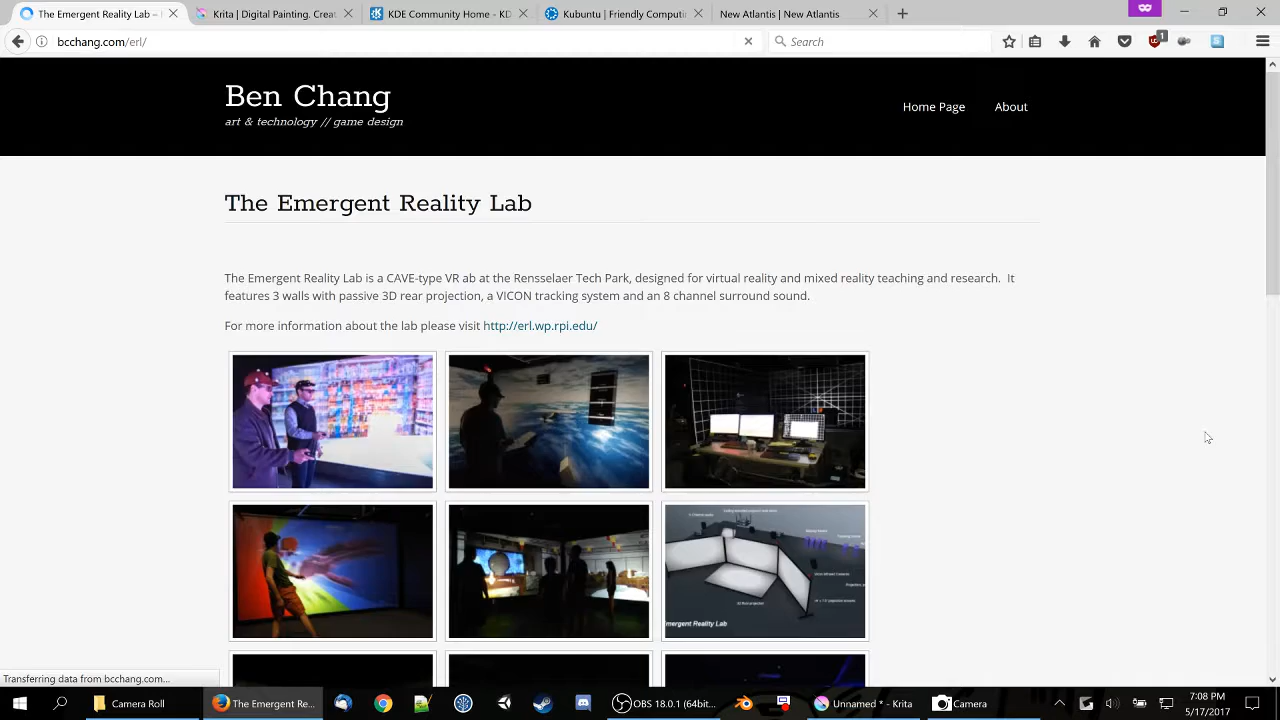 The Emergent Reality Lab –
Krita | Digital Painting. Creat
KDE Community Home - KD
Kubuntu | Friendly Computi
New Atlantis | New Atlantis
bcchang.com/erl/
Search
1
Ben Chang
art & technology // game design
Home Page
About
The Emergent Reality Lab
The Emergent Reality Lab is a CAVE-type VR ab at the Rensselaer Tech Park, designed for virtual reality and mixed reality teaching and research. It
features 3 walls with passive 3D rear projection, a VICON tracking system and an 8 channel surround sound.
For more information about the lab please visit http://erl.wp.rpi.edu/
mergent Reality Lab
Transferring data from bcchang.com...
Camera Roll
The Emergent Re...
OBS 18.0.1 (64bit...
Unnamed * - Krita
Camera
7:08 PM
5/17/2017